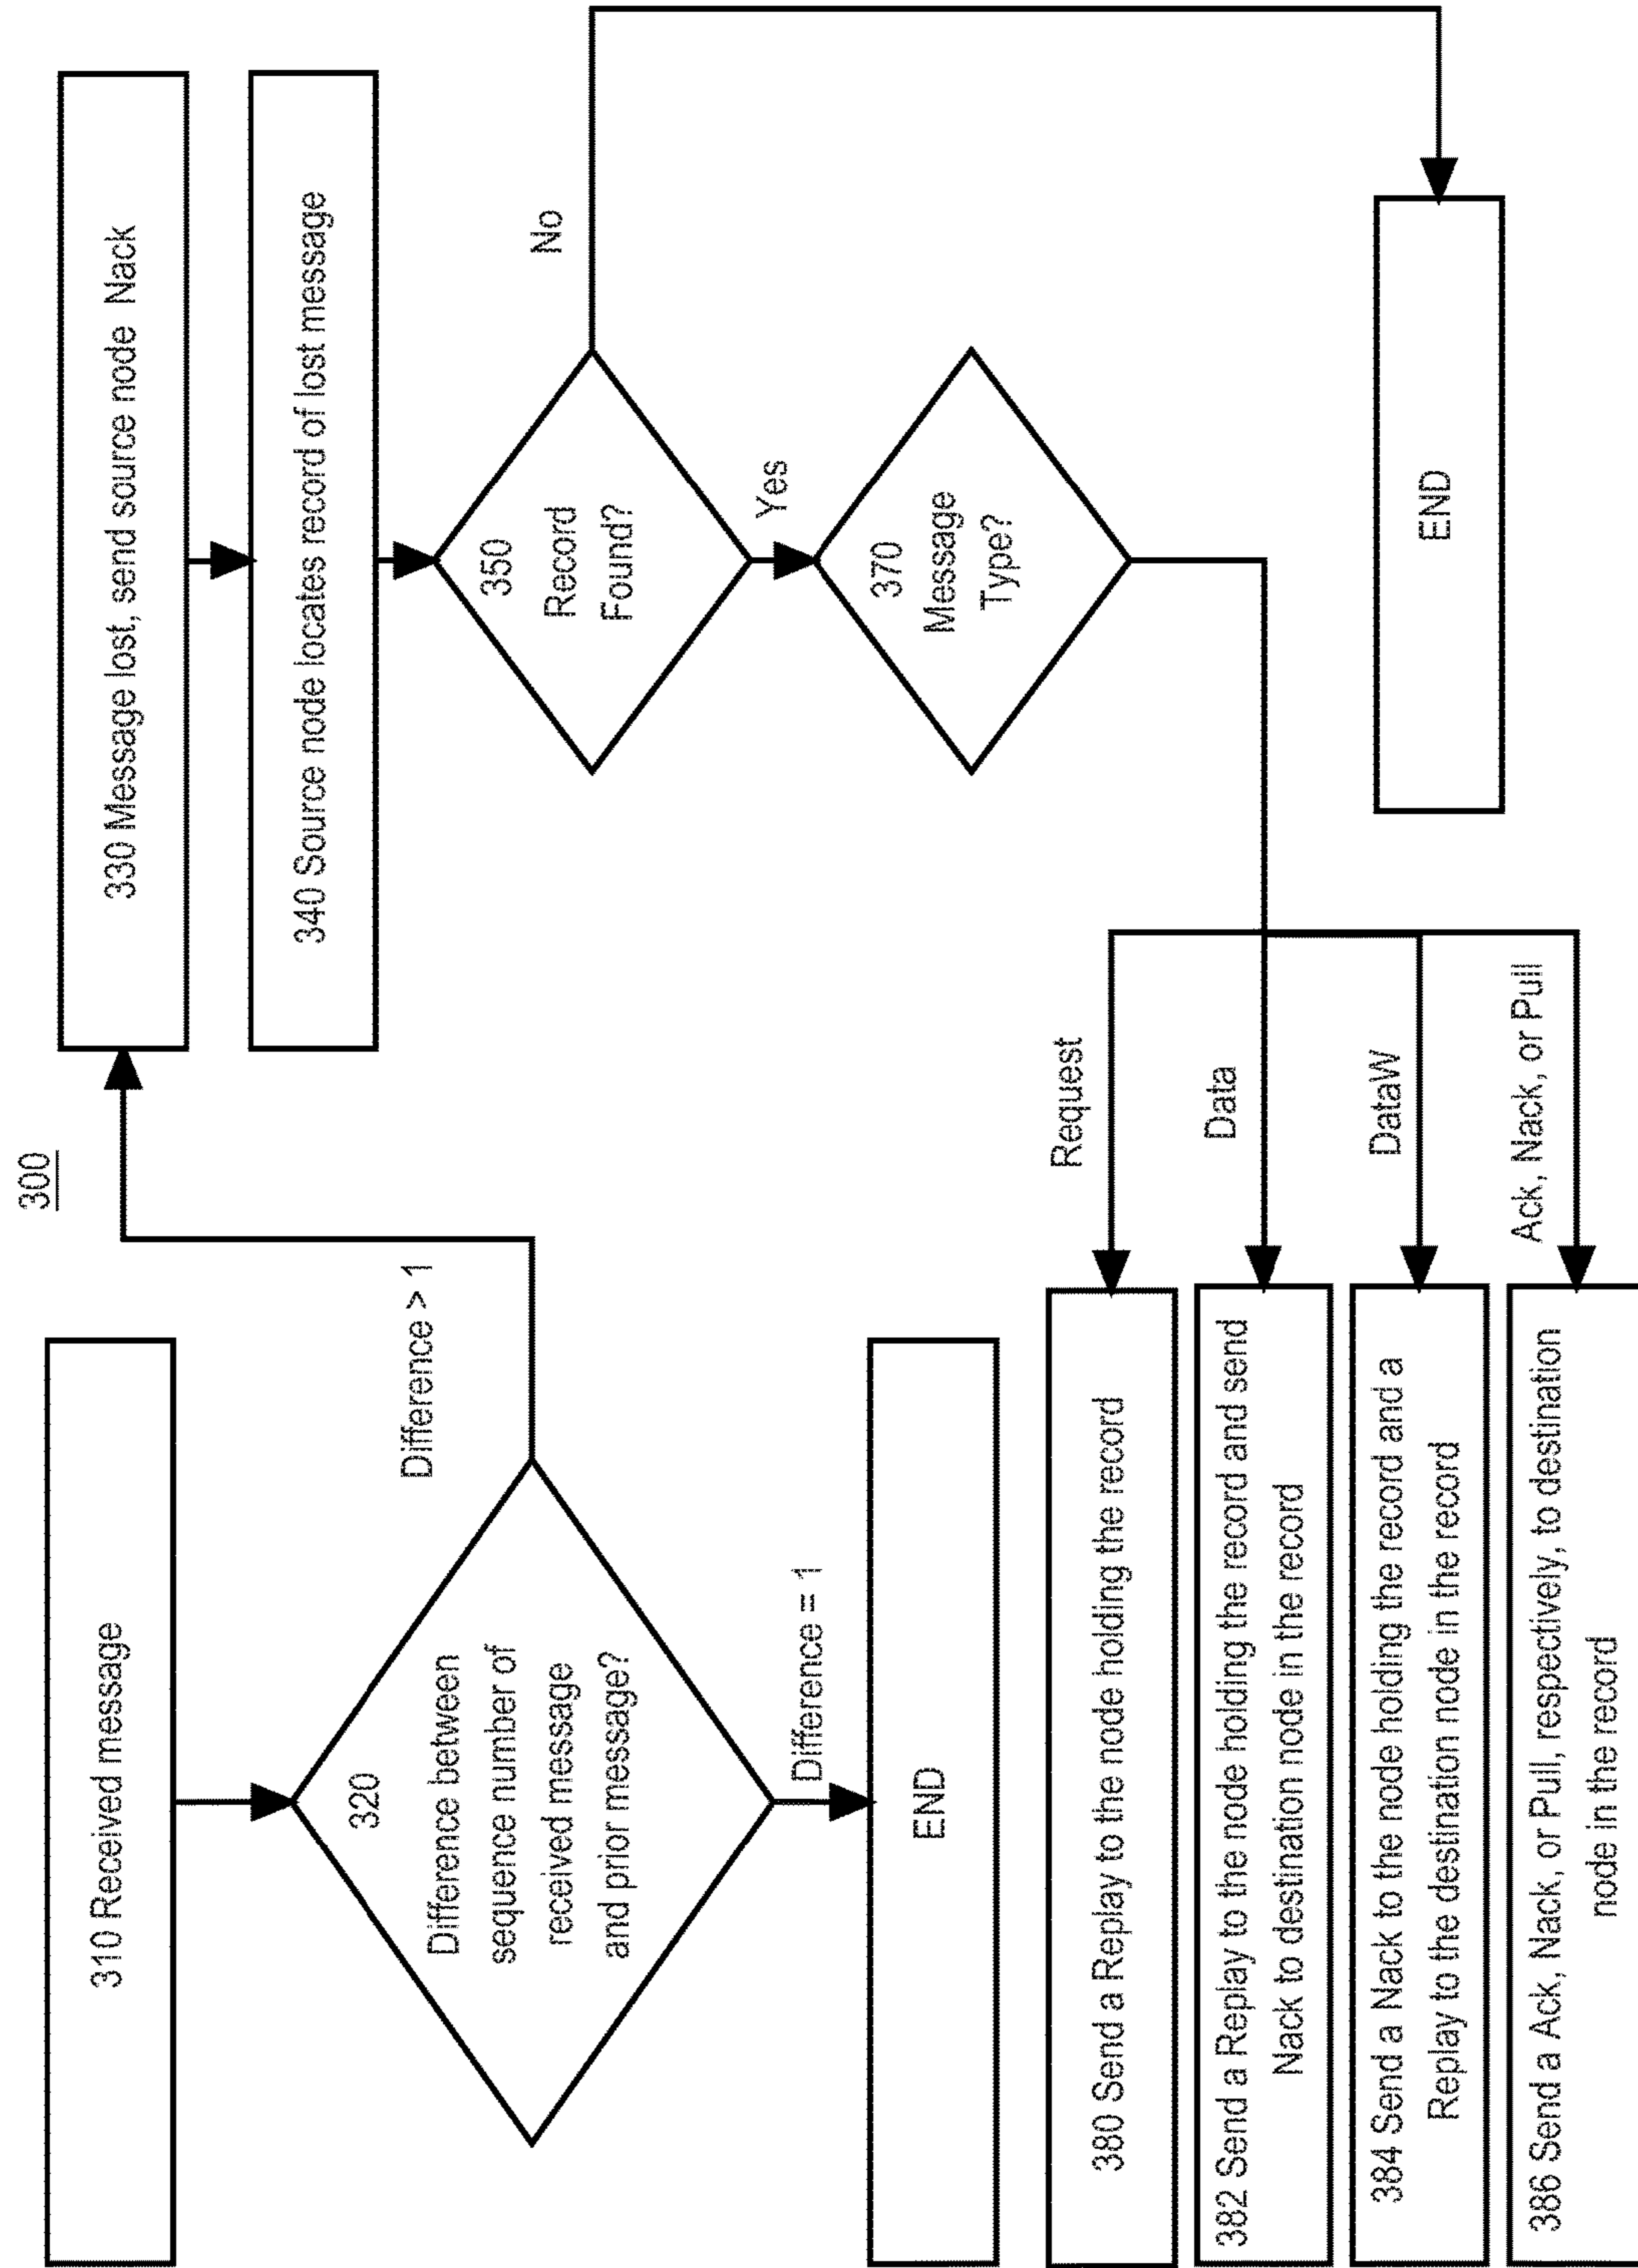 300
310 Received message
320
Difference between
sequence number of
received message
and prior message?
Difference > 1
Difference = 1
END
330 Message lost, send source node Nack
340 Source node locates record of lost message
350
Record
Found?
No
Yes
370
Message
Type?
END
Request
Data
DataW
Ack, Nack, or Pull
380 Send a Replay to the node holding the record
382 Send a Replay to the node holding the record and send
Nack to destination node in the record
384 Send a Nack to the node holding the record and a
Replay to the destination node in the record
386 Send a Ack, Nack, or Pull, respectively, to destination
node in the record